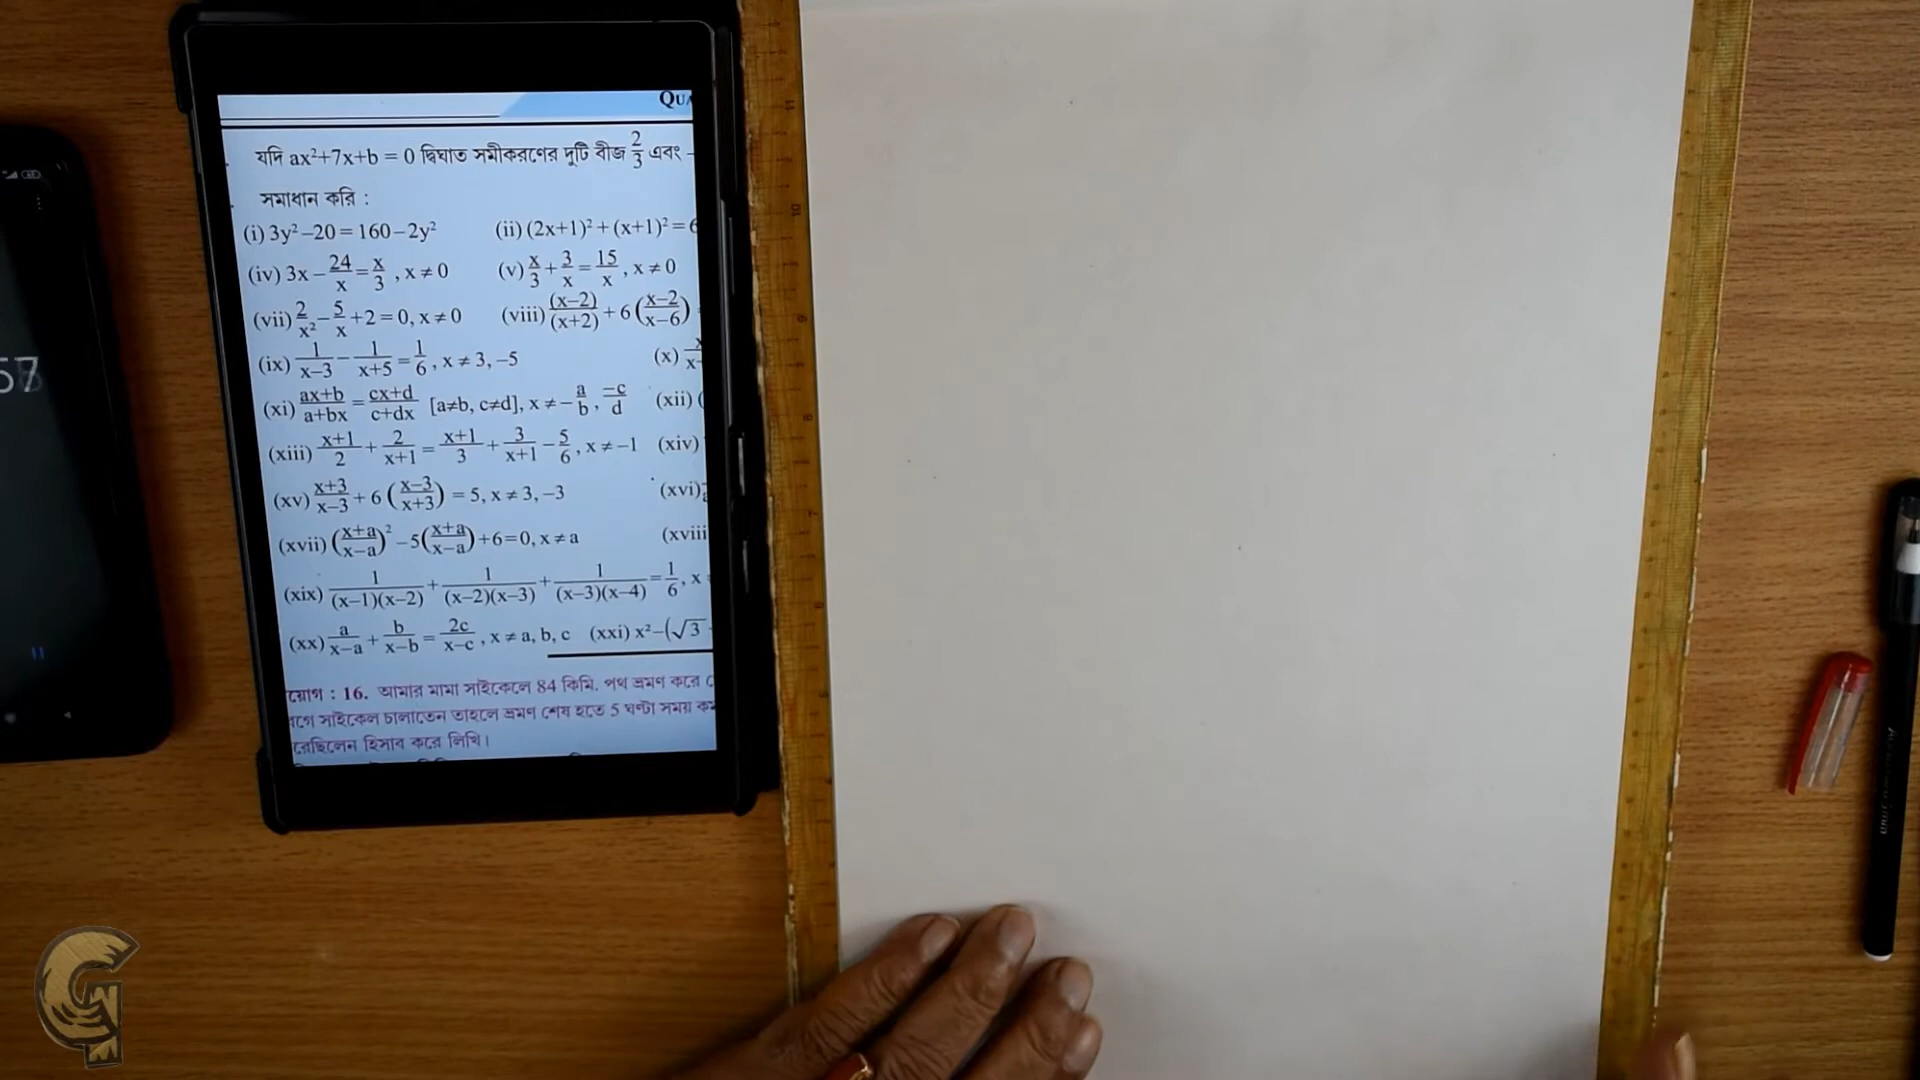 QUA
যদি ax²+7x+b = 0 দ্বিঘাত সমীকরণের দুটি বীজ 2/3 এবং -
সমাধান করি :
(i) 3y²–20 = 160–2y² (ii) (2x+1)² + (x+1)² = 6
(iv) 3x – 24/x = x/3 , x ≠ 0 (v) x/3 + 3/x = 15/x , x ≠ 0
(vii) 2/x² – 5/x + 2 = 0, x ≠ 0 (viii) (x–2)/(x+2) + 6 (x–2/x–6)
(ix) 1/x–3 – 1/x+5 = 1/6 , x ≠ 3, –5 (x) x/x-
(xi) ax+b/a+bx = cx+d/c+dx [a≠b, c≠d], x ≠ – a/b , –c/d (xii) (
(xiii) x+1/2 + 2/x+1 = x+1/3 + 3/x+1 – 5/6 , x ≠ –1 (xiv)
(xv) x+3/x–3 + 6 (x–3/x+3) = 5, x ≠ 3, –3 (xvi)
(xvii) (x+a/x–a)² – 5(x+a/x–a) +6=0, x ≠ a (xviii
(xix) 1/(x–1)(x–2) + 1/(x–2)(x–3) + 1/(x–3)(x–4) = 1/6 , x
(xx) a/x–a + b/x–b = 2c/x–c , x ≠ a, b, c (xxi) x²–(√3
য়োগ : 16. আমার মামা সাইকেলে 84 কিমি. পথ ভ্রমণ করে
বেগে সাইকেল চালাতেন তাহলে ভ্রমণ শেষ হতে 5 ঘণ্টা সময় কম
রেছিলেন হিসাব করে লিখি।
57